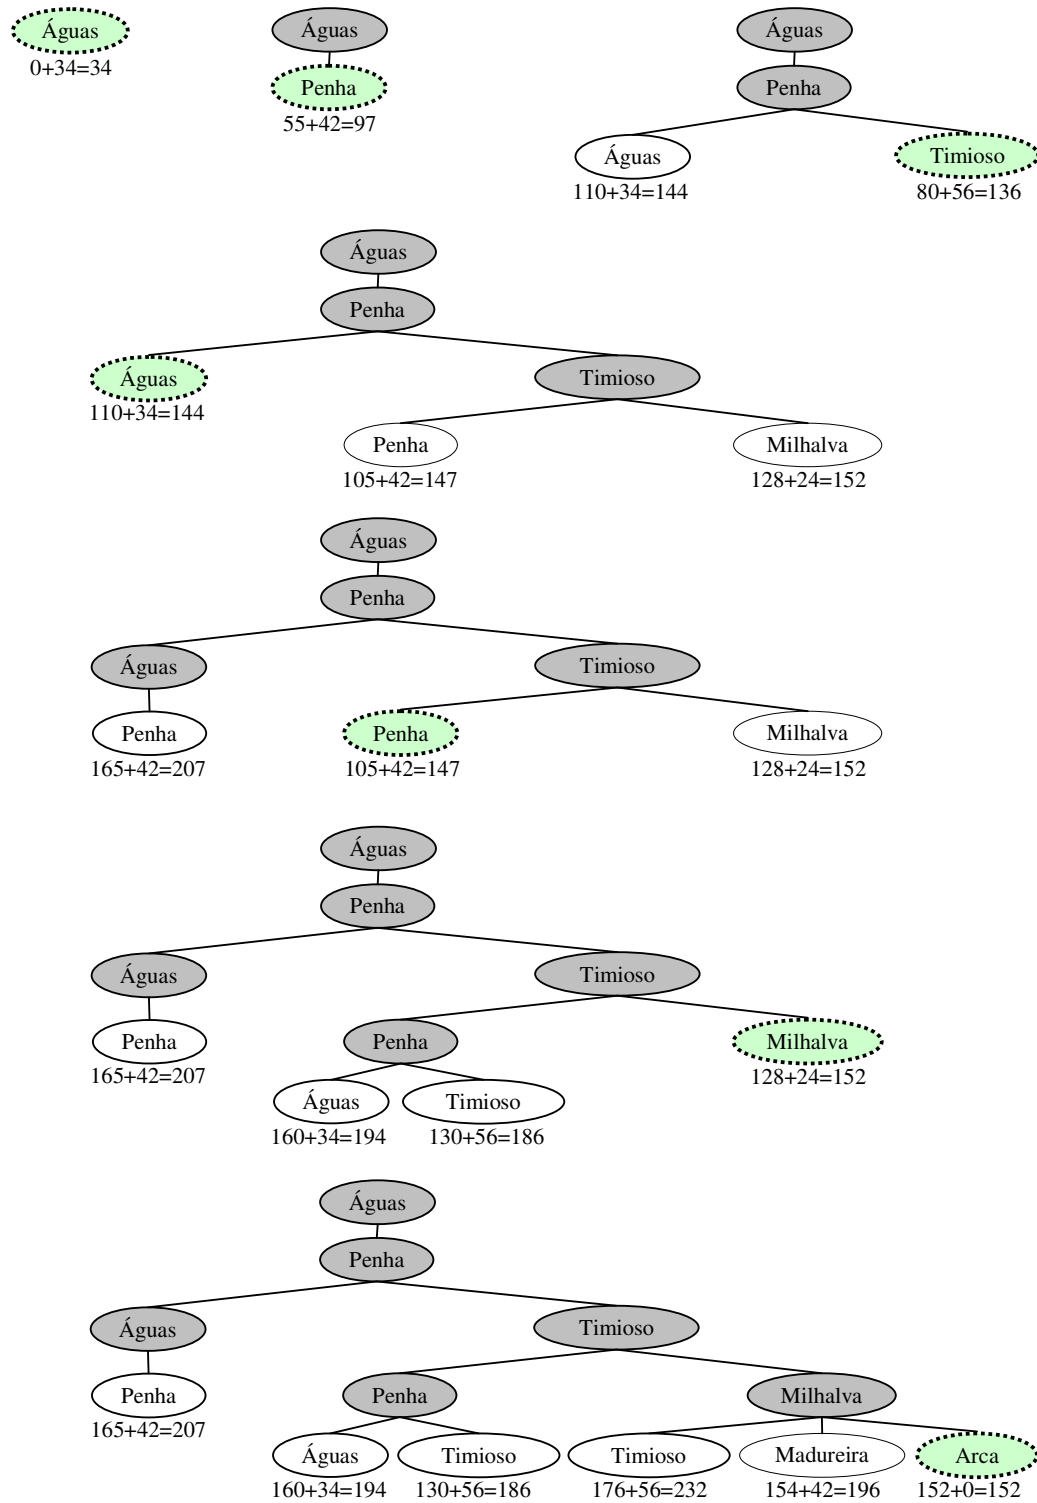 Águas
Águas
Águas
0+34=34
Penha
Penha
55+42=97
Águas
Timioso
110+34=144
80+56=136
Águas
Penha
Águas
Timioso
110+34=144
Penha
Milhalva
105+42=147
128+24=152
Águas
Penha
Águas
Timioso
Penha
Penha
Milhalva
165+42=207
105+42=147
128+24=152
Águas
Penha
Águas
Timioso
Penha
Penha
Milhalva
165+42=207
128+24=152
Águas
Timioso
160+34=194
130+56=186
Águas
Penha
Águas
Timioso
Penha
Penha
Milhalva
165+42=207
Águas
Timioso
Timioso
Madureira
Arca
160+34=194
130+56=186
176+56=232
154+42=196
152+0=152